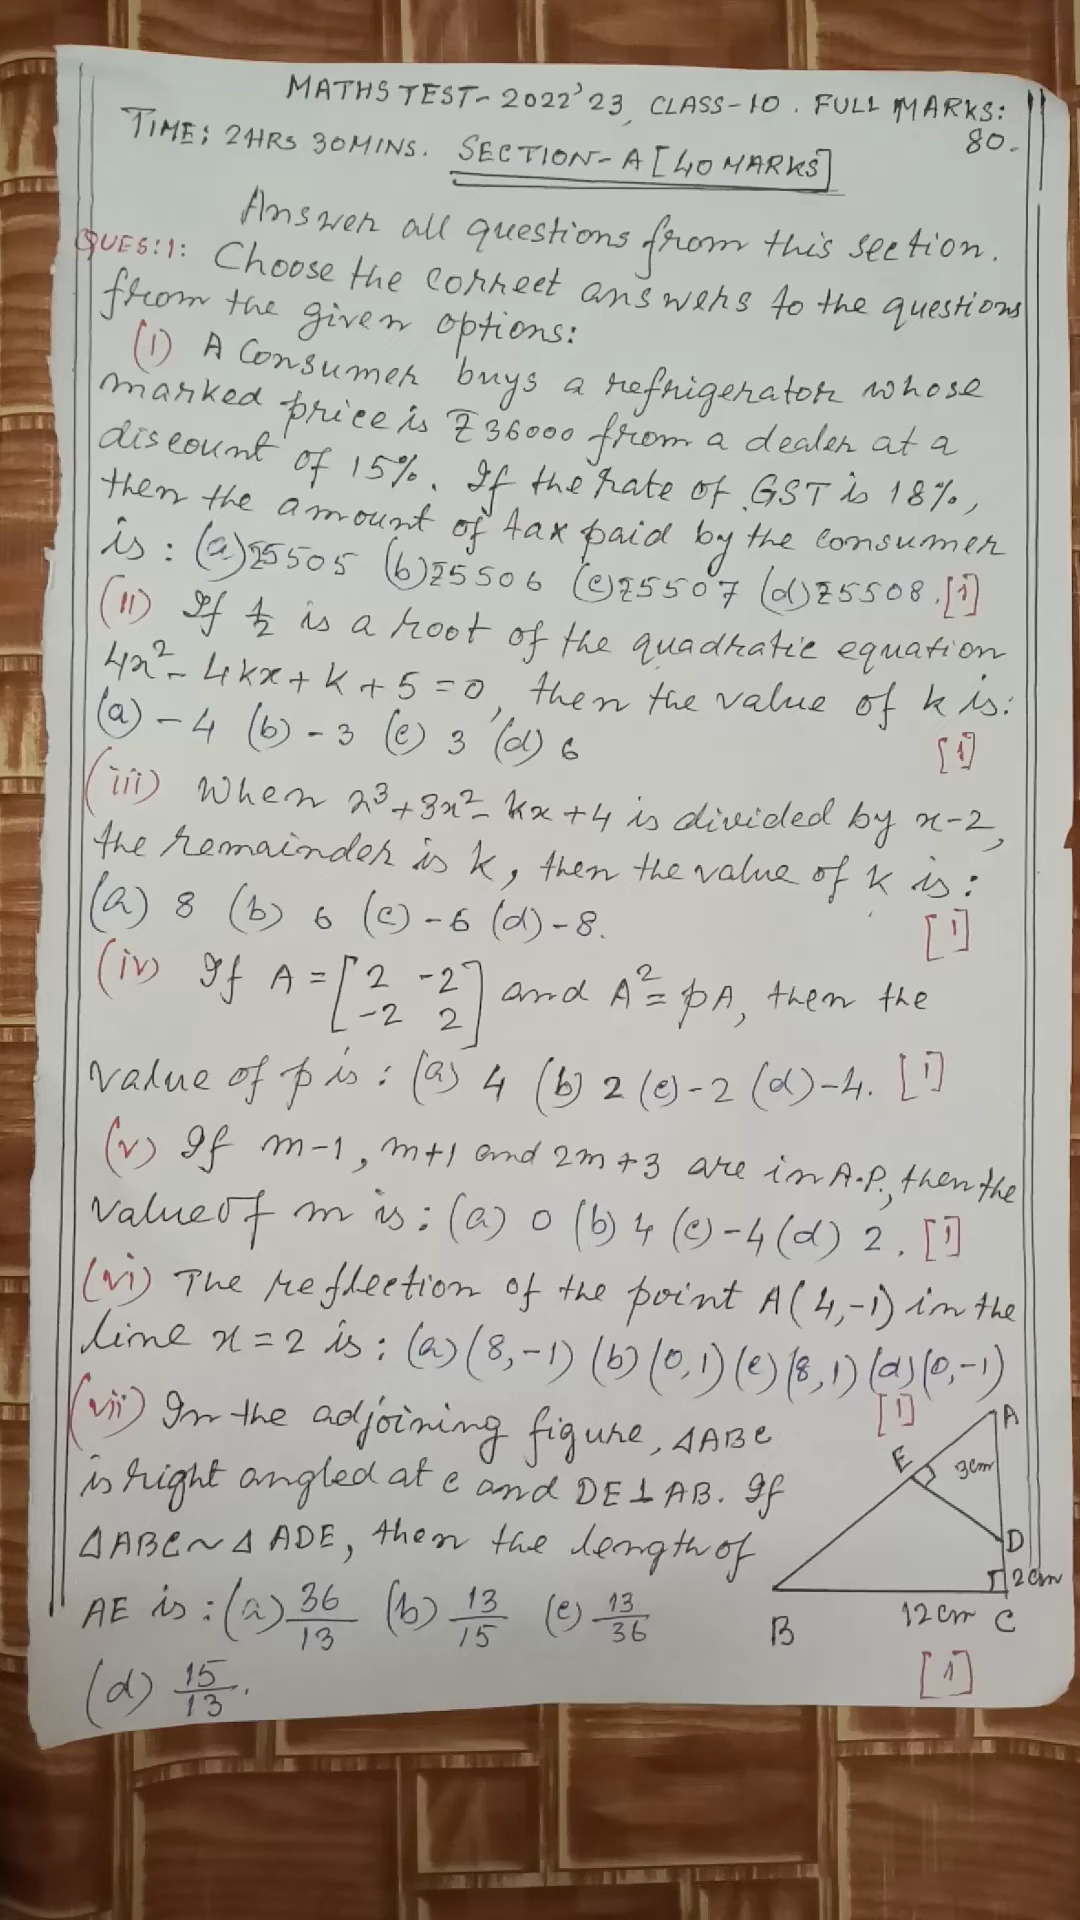 MATHS TEST- 2022'23, CLASS-10. FULL MARKS:
80.
TIME: 2HRS 30MINS. SECTION-A [40 MARKS]
Answer all questions from this section.
QUES:1: Choose the correct answers to the questions
from the given options:
(i) A Consumer buys a refrigerator whose
marked price is ₹36000 from a dealer at a
discount of 15%. If the rate of GST is 18%,
then the amount of tax paid by the consumer
is: (a) ₹5505 (b) ₹5506 (c) ₹5507 (d) ₹5508. [1]
(ii) If 1/2 is a root of the quadratic equation
4x² - 4kx + k + 5 = 0, then the value of k is:
(a) -4 (b) -3 (c) 3 (d) 6 [1]
(iii) When x³ + 3x² - kx + 4 is divided by x-2,
the remainder is k, then the value of k is:
(a) 8 (b) 6 (c) -6 (d) -8. [1]
(iv) If A = [2 -2
-2 2] and A² = pA, then the
value of p is: (a) 4 (b) 2 (c) -2 (d) -4. [1]
(v) If m-1, m+1 and 2m+3 are in A.P., then the
value of m is: (a) 0 (b) 4 (c) -4 (d) 2. [1]
(vi) The reflection of the point A(4,-1) in the
line x = 2 is: (a) (8,-1) (b) (0,1) (c) (8,1) (d) (0,-1)
[1]
(vii) In the adjoining figure, △ABC
is right angled at C and DE⊥AB. If
△ABC ~ △ADE, then the length of
AE is: (a) 36/13 (b) 13/15 (c) 13/36
(d) 15/13.
A
E
3cm
D
2cm
B
12cm C
[1]